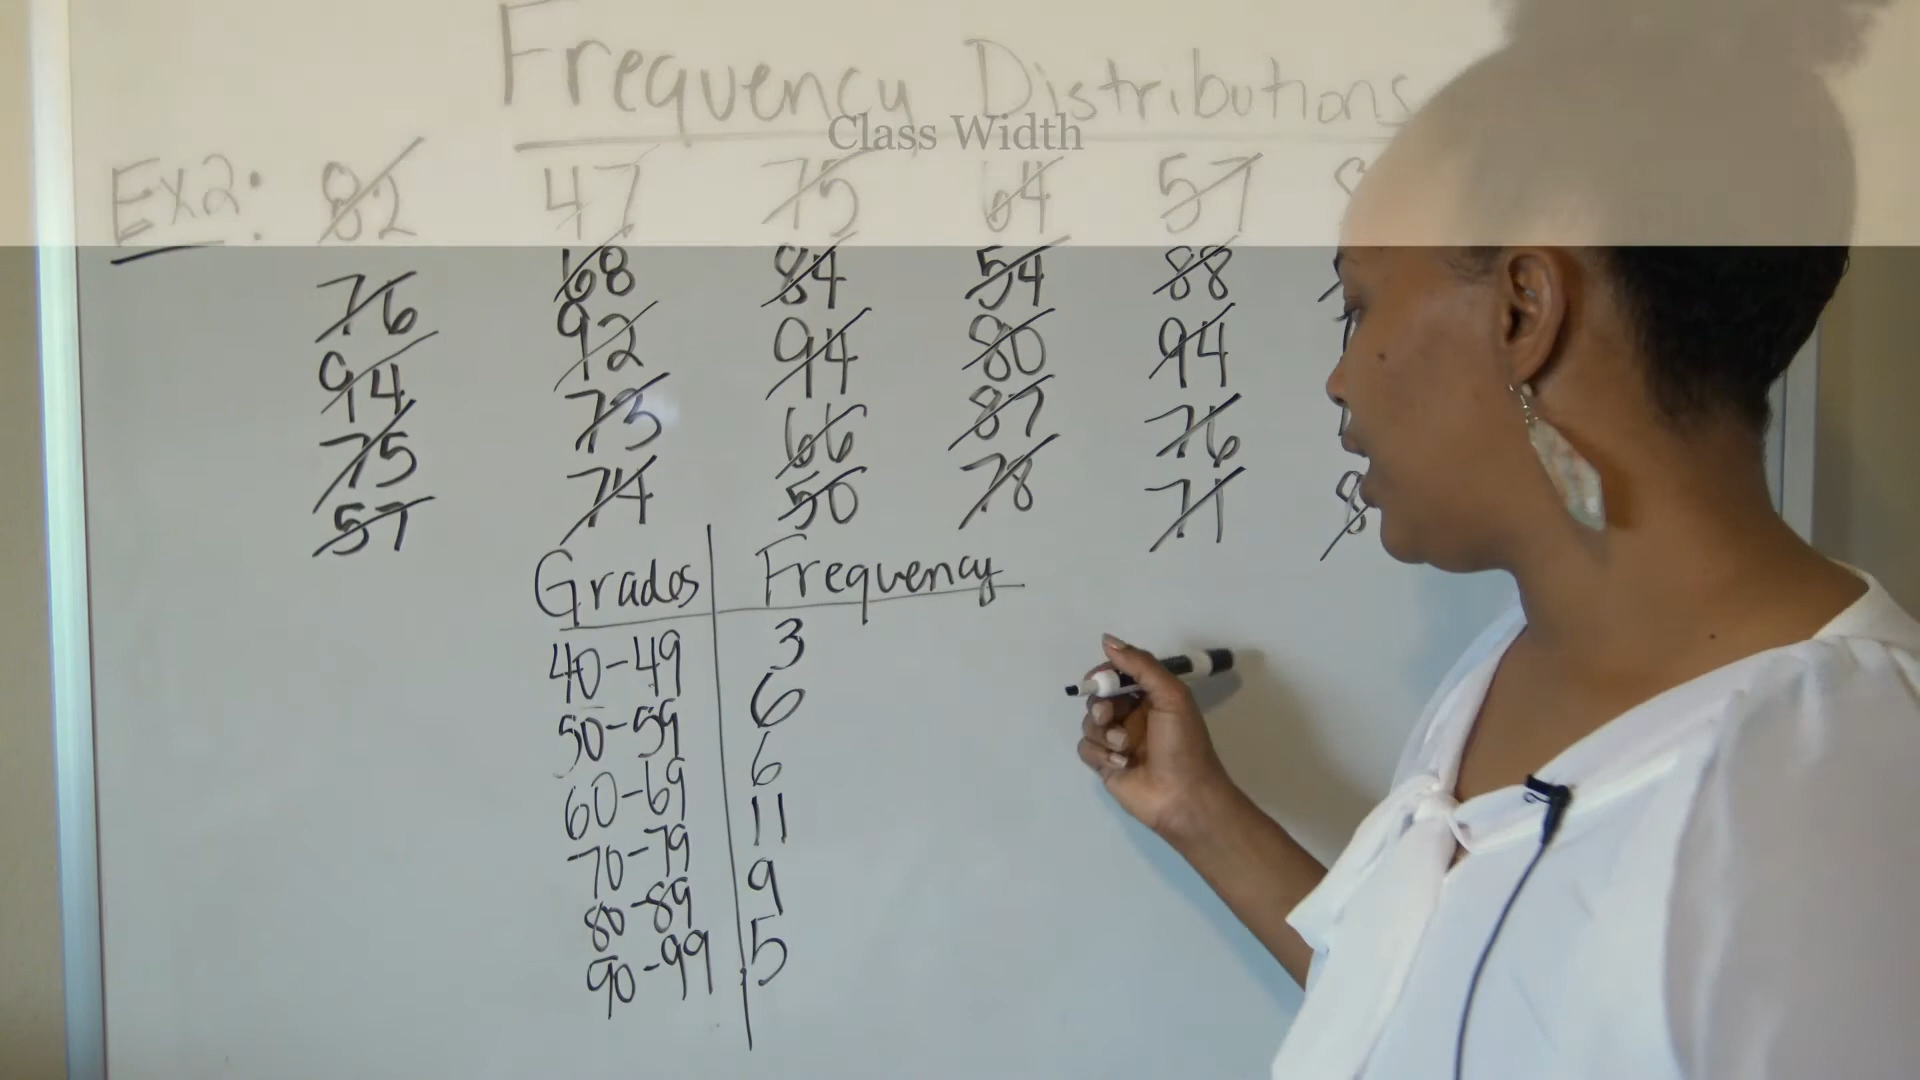 Frequency Distributions
Class Width
Ex2: 82 47 75 64 57
76 68 84 54 88
94 92 94 80 94
75 73 66 87 76
57 74 50 78 71 8
Grades Frequency
40-49 3
50-59 6
60-69 6
70-79 11
80-89 9
90-99 5